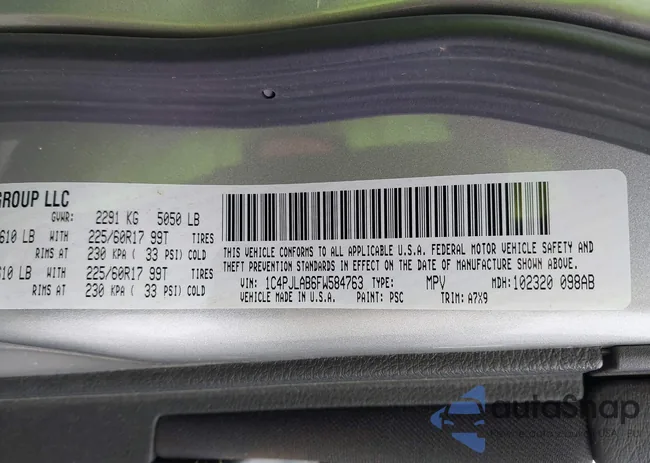 GROUP LLC
GVWR: 2291 KG 5050 LB
610 LB WITH 225/60R17 99T TIRES
RIMS AT 230 KPA ( 33 PSI) COLD
610 LB WITH 225/60R17 99T TIRES
RIMS AT 230 KPA ( 33 PSI) COLD
THIS VEHICLE CONFORMS TO ALL APPLICABLE U.S.A. FEDERAL MOTOR VEHICLE SAFETY AND
THEFT PREVENTION STANDARDS IN EFFECT ON THE DATE OF MANUFACTURE SHOWN ABOVE.
VIN: 1C4PJLAB6FW584763 TYPE: MPV MDH: 102320 098AB
VEHICLE MADE IN U.S.A. PAINT: PSC TRIM: A7X9
autoShap